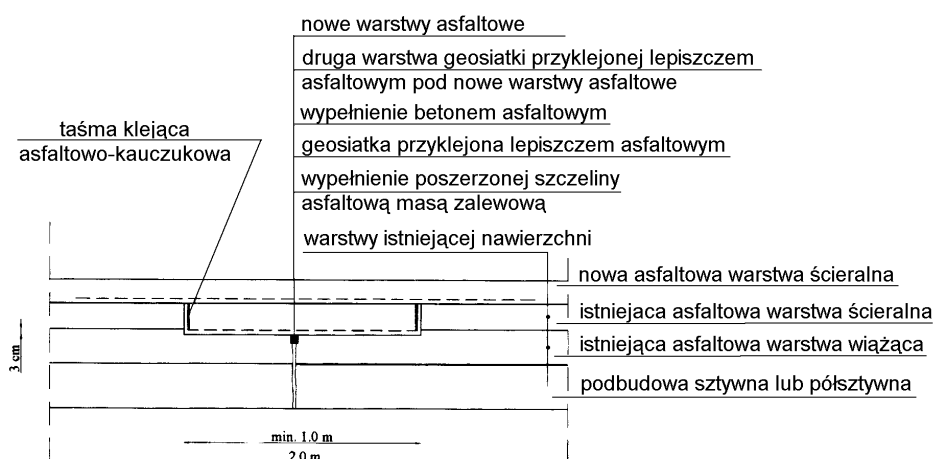 nowe warstwy asfaltowe
druga warstwa geosiatki przyklejonej lepiszczem
asfaltowym pod nowe warstwy asfaltowe
wypełnienie betonem asfaltowym
taśma klejąca
asfaltowo-kauczukowa
geosiatka przyklejona lepiszczem asfaltowym
wypełnienie poszerzonej szczeliny
asfaltową masą zalewową
warstwy istniejącej nawierzchni
nowa asfaltowa warstwa ścieralna
istniejaca asfaltowa warstwa ścieralna
istniejąca asfaltowa warstwa wiążąca
podbudowa sztywna lub półsztywna
3 cm
min. 1.0 m
2.0 m